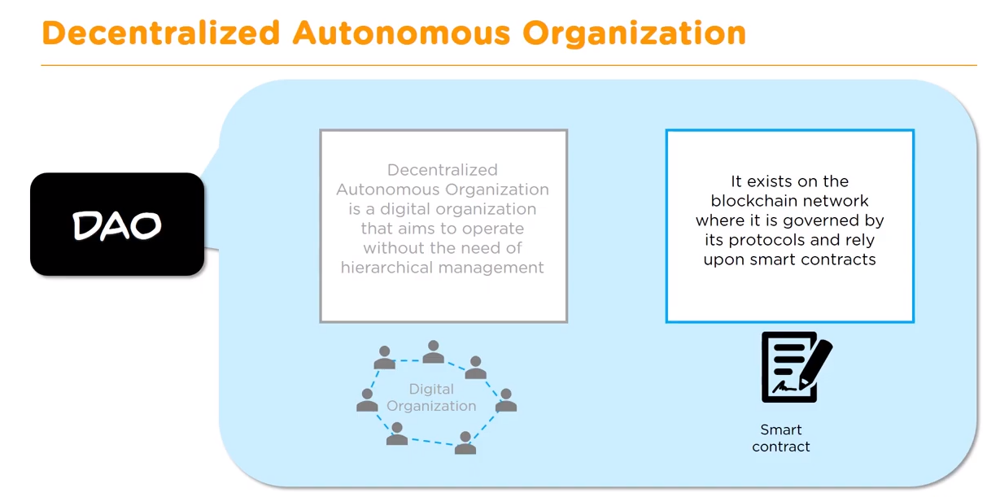 Decentralized Autonomous Organization
DAO
Decentralized
Autonomous Organization
is a digital organization
that aims to operate
without the need of
hierarchical management
Digital
Organization
It exists on the
blockchain network
where it is governed by
its protocols and rely
upon smart contracts
Smart
contract